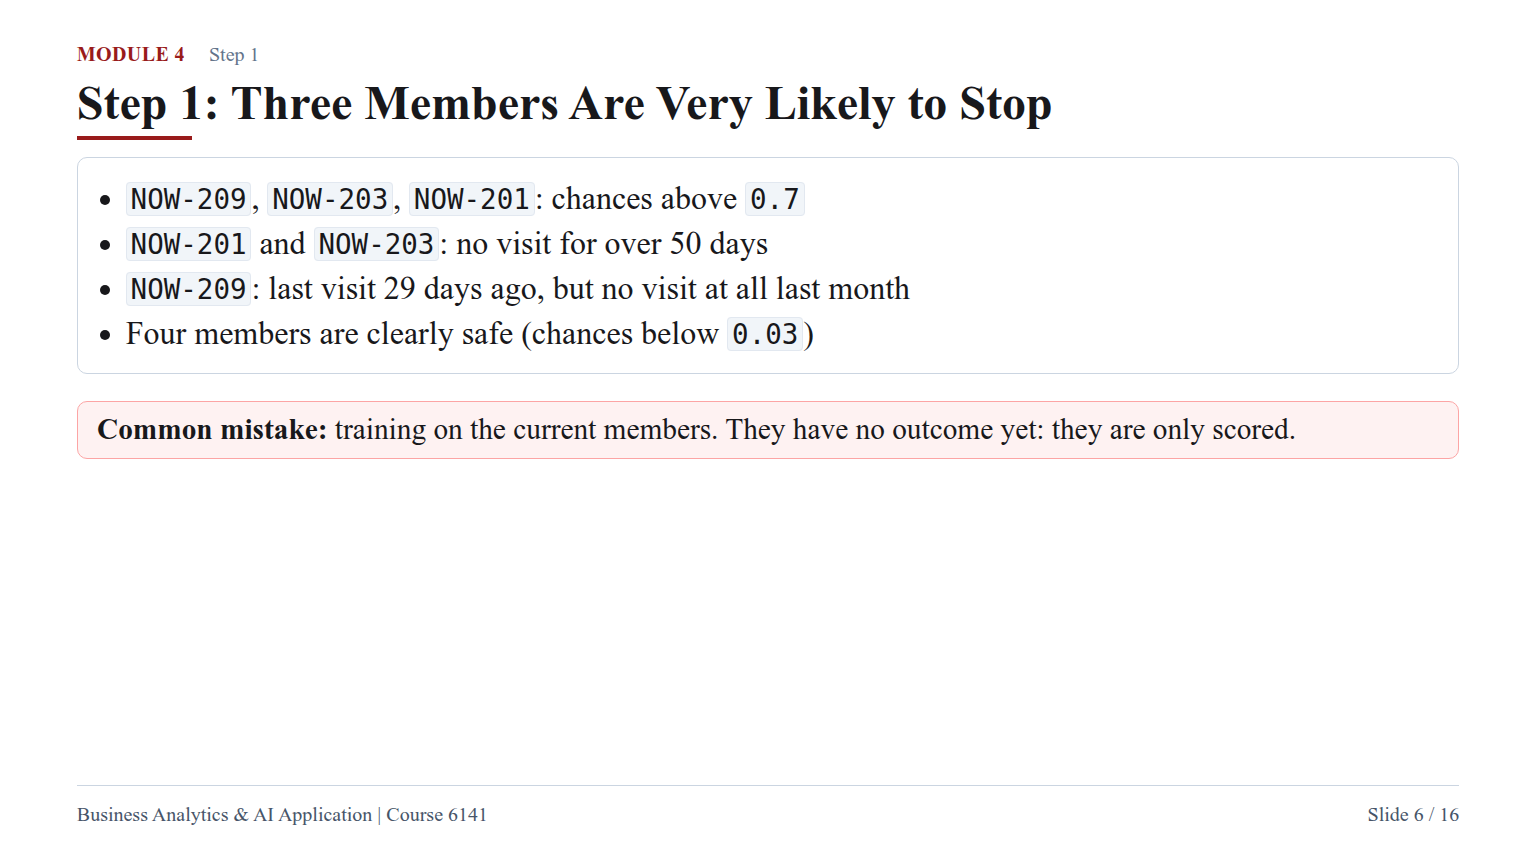 MODULE 4 Step 1
Step 1: Three Members Are Very Likely to Stop
• NOW-209, NOW-203, NOW-201: chances above 0.7
• NOW-201 and NOW-203: no visit for over 50 days
• NOW-209: last visit 29 days ago, but no visit at all last month
• Four members are clearly safe (chances below 0.03)
Common mistake: training on the current members. They have no outcome yet: they are only scored.
Business Analytics & AI Application | Course 6141
Slide 6 / 16